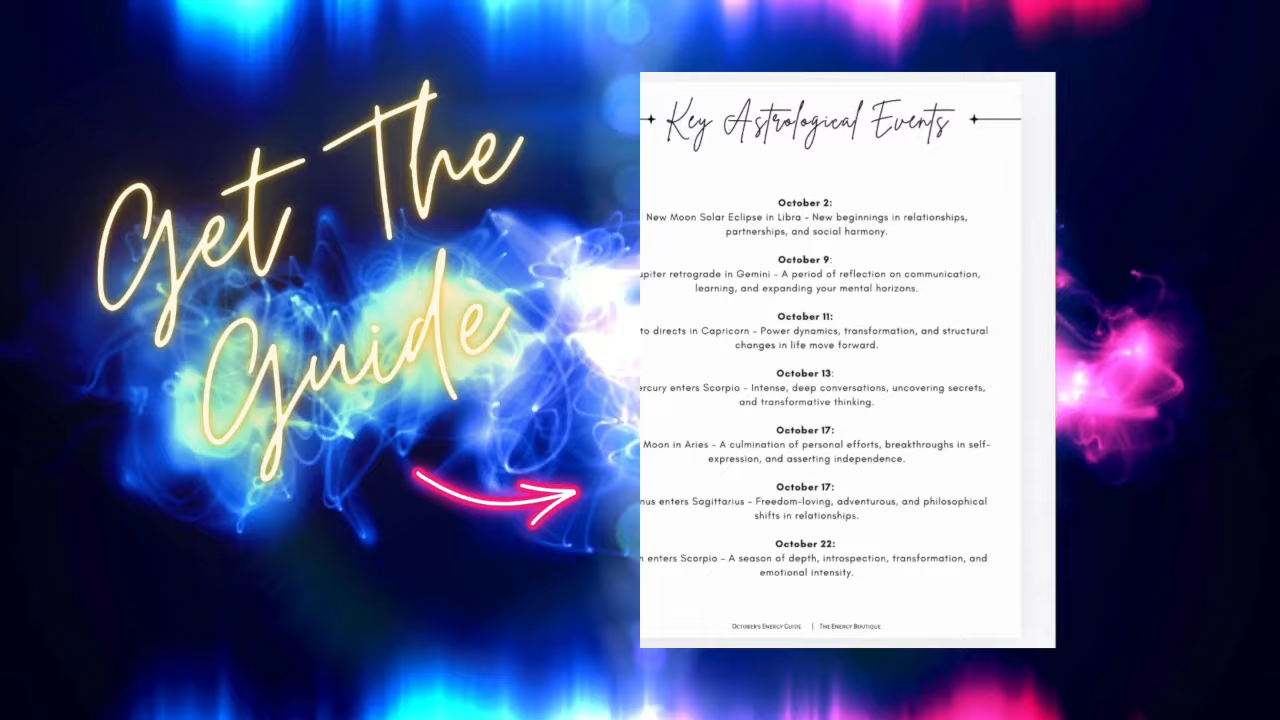 Get The
Guide
Key Astrological Events
October 2:
New Moon Solar Eclipse in Libra - New beginnings in relationships,
partnerships, and social harmony.
October 9:
upiter retrograde in Gemini - A period of reflection on communication,
learning, and expanding your mental horizons.
October 11:
to directs in Capricorn - Power dynamics, transformation, and structural
changes in life move forward.
October 13:
ercury enters Scorpio - Intense, deep conversations, uncovering secrets,
and transformative thinking.
October 17:
Moon in Aries - A culmination of personal efforts, breakthroughs in self-
expression, and asserting independence.
October 17:
nus enters Sagittarius - Freedom-loving, adventurous, and philosophical
shifts in relationships.
October 22:
n enters Scorpio - A season of depth, introspection, transformation, and
emotional intensity.
October's Energy Guide | The Energy Boutique